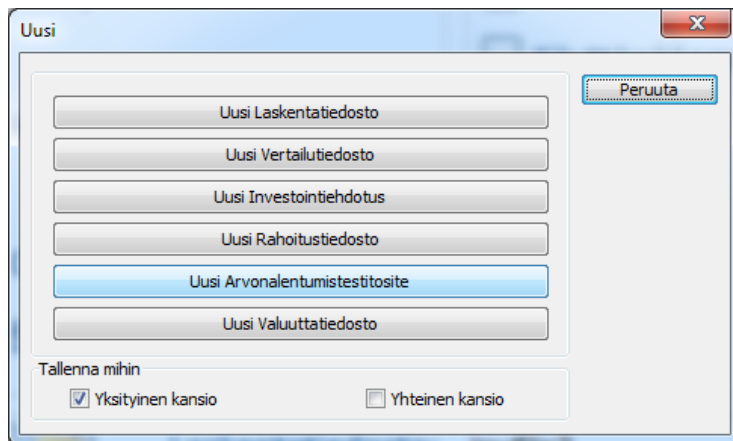 Uusi
Peruuta
Uusi Laskentatiedosto
Uusi Vertailutiedosto
Uusi Investointiehdotus
Uusi Rahoitustiedosto
Uusi Arvonalentumistestitosite
Uusi Valuuttatiedosto
Tallenna mihin
Yksityinen kansio Yhteinen kansio